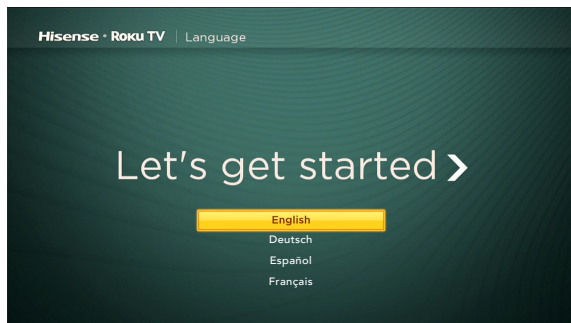 Hisense • Roku TV | Language
Let's get started ❯
English
Deutsch
Español
Français